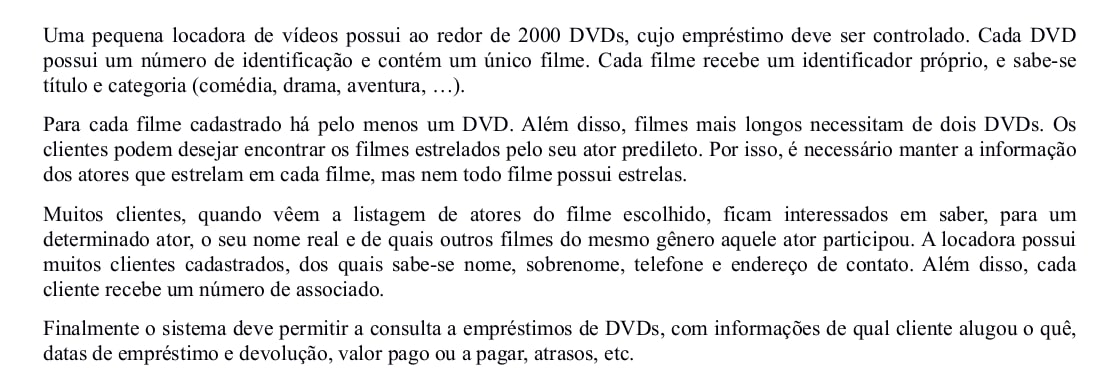 Uma pequena locadora de vídeos possui ao redor de 2000 DVDs, cujo empréstimo deve ser controlado. Cada DVD
possui um número de identificação e contém um único filme. Cada filme recebe um identificador próprio, e sabe-se
título e categoria (comédia, drama, aventura, …).
Para cada filme cadastrado há pelo menos um DVD. Além disso, filmes mais longos necessitam de dois DVDs. Os
clientes podem desejar encontrar os filmes estrelados pelo seu ator predileto. Por isso, é necessário manter a informação
dos atores que estrelam em cada filme, mas nem todo filme possui estrelas.
Muitos clientes, quando vêem a listagem de atores do filme escolhido, ficam interessados em saber, para um
determinado ator, o seu nome real e de quais outros filmes do mesmo gênero aquele ator participou. A locadora possui
muitos clientes cadastrados, dos quais sabe-se nome, sobrenome, telefone e endereço de contato. Além disso, cada
cliente recebe um número de associado.
Finalmente o sistema deve permitir a consulta a empréstimos de DVDs, com informações de qual cliente alugou o quê,
datas de empréstimo e devolução, valor pago ou a pagar, atrasos, etc.